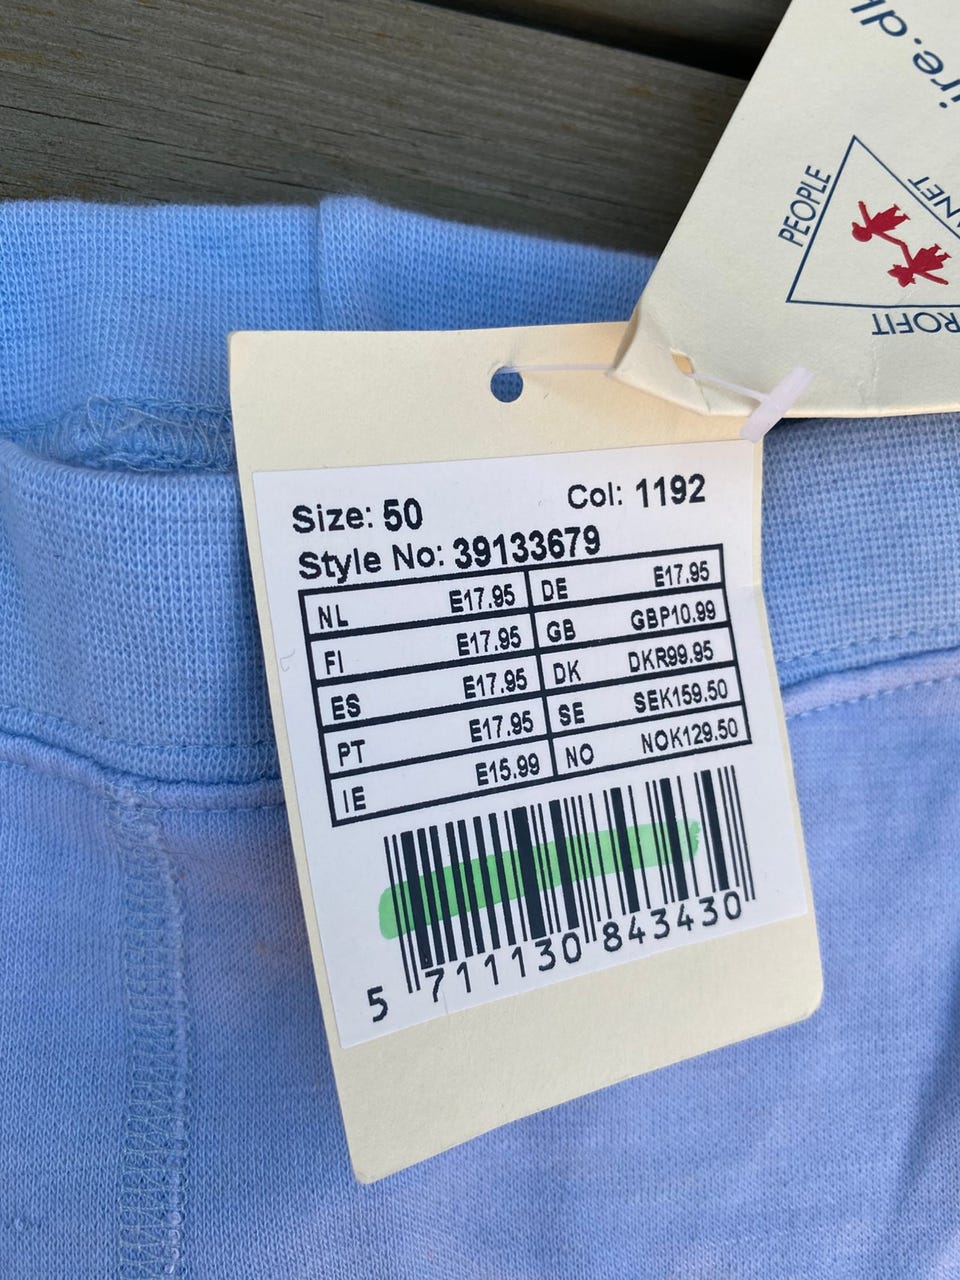 ire.dk
PEOPLE
Size: 50 Col: 1192
Style No: 39133679
NL E17.95 DE E17.95
FI E17.95 GB GBP10.99
ES E17.95 DK DKR99.95
PT E17.95 SE SEK159.50
IE E15.99 NO NOK129.50
5 711130 843430